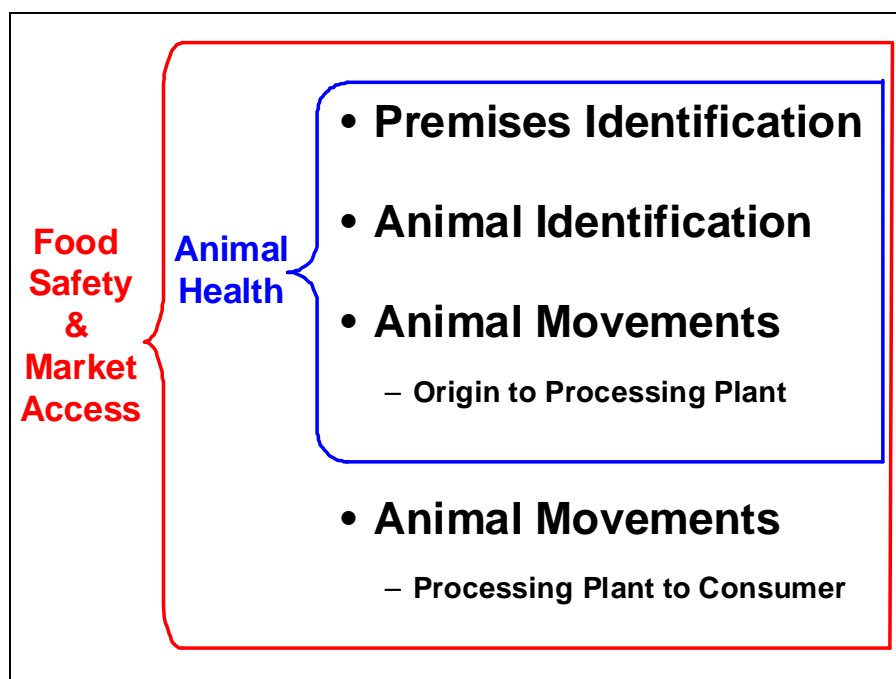 Food
Safety
&
Market
Access
Animal
Health
• Premises Identification
• Animal Identification
• Animal Movements
– Origin to Processing Plant
• Animal Movements
– Processing Plant to Consumer